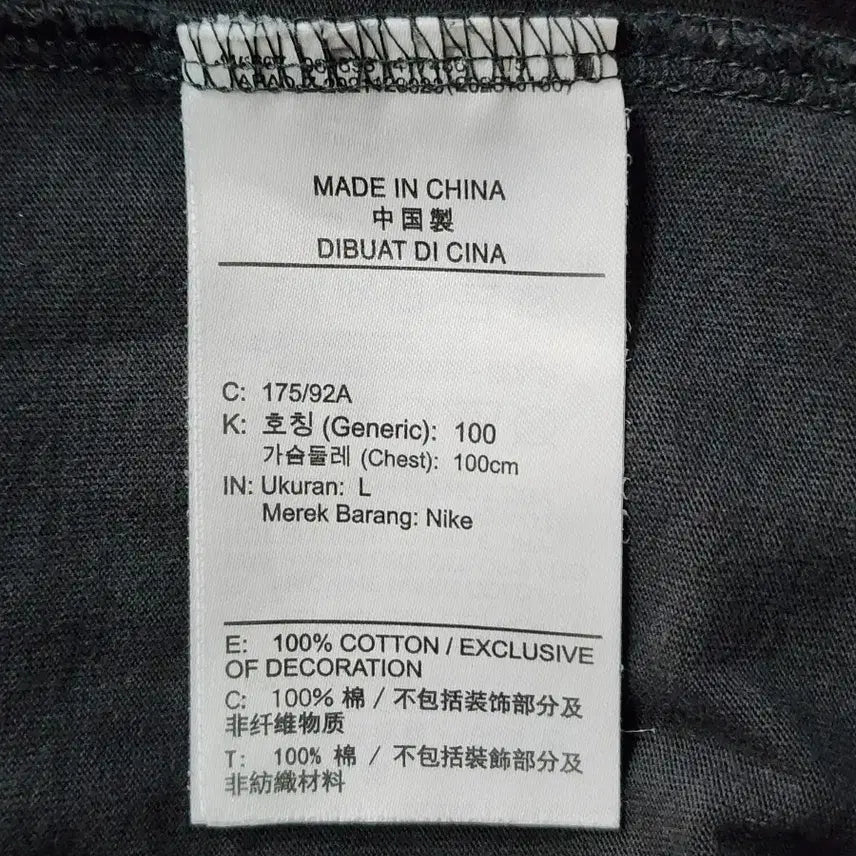 MADE IN CHINA
中国製
DIBUAT DI CINA
C: 175/92A
K: 호칭 (Generic): 100
가슴둘레 (Chest): 100cm
IN: Ukuran: L
Merek Barang: Nike
E: 100% COTTON / EXCLUSIVE
OF DECORATION
C: 100% 棉 / 不包括装饰部分及
非纤维物质
T: 100% 棉 / 不包括裝飾部分及
非紡織材料